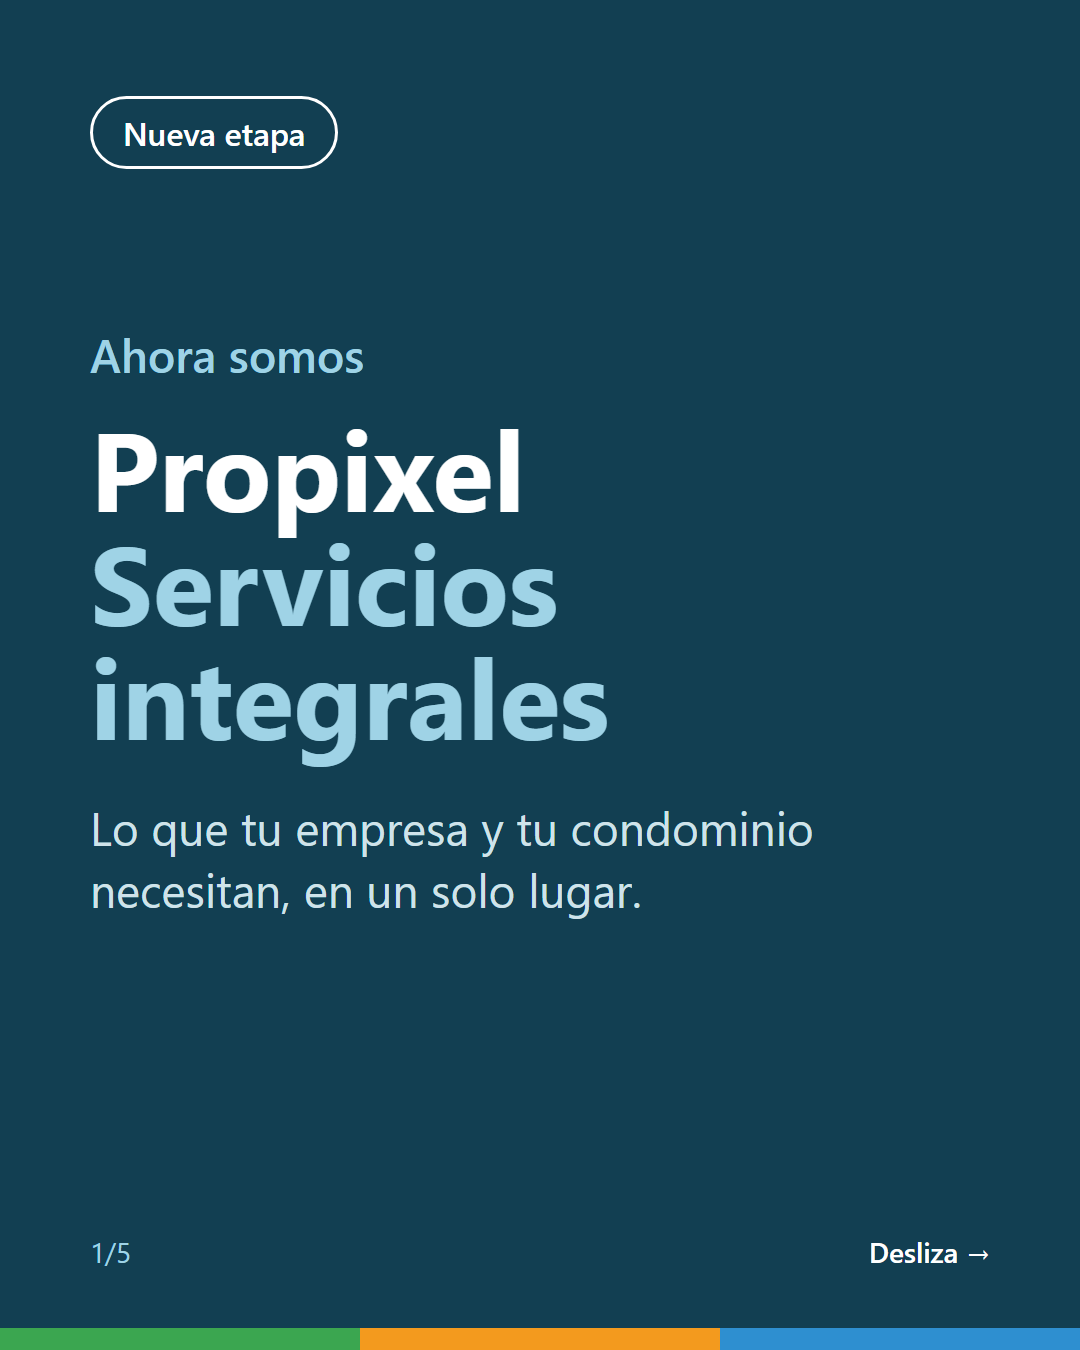 Nueva etapa
Ahora somos
Propixel
Servicios
integrales
Lo que tu empresa y tu condominio
necesitan, en un solo lugar.
1/5
Desliza →